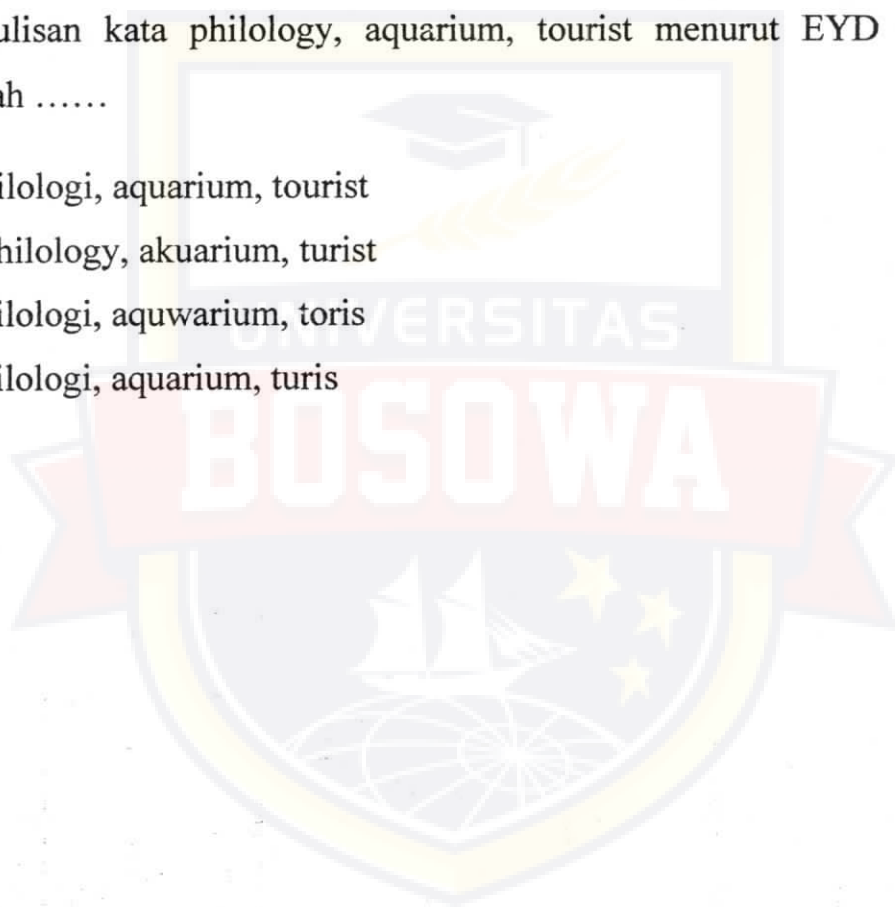 ulisan kata philology, aquarium, tourist menurut EYD
ah ......
ilologi, aquarium, tourist
hilology, akuarium, turist
ilologi, aquwarium, toris
ilologi, aquarium, turis
UNIVERSITAS
BOSOWA